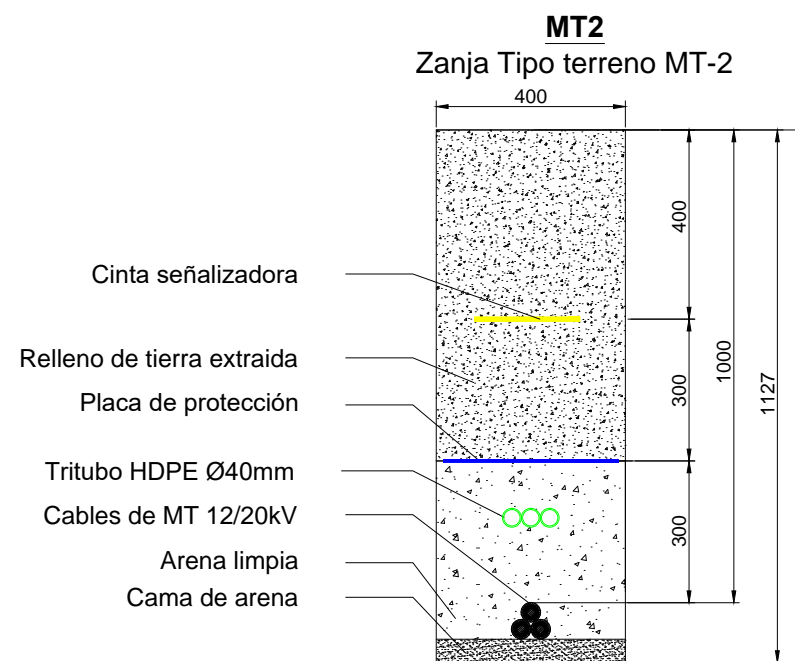 MT2
Zanja Tipo terreno MT-2
400
Cinta señalizadora
Relleno de tierra extraida
Placa de protección
Tritubo HDPE Ø40mm
Cables de MT 12/20kV
Arena limpia
Cama de arena
400
300
300
1000
1127